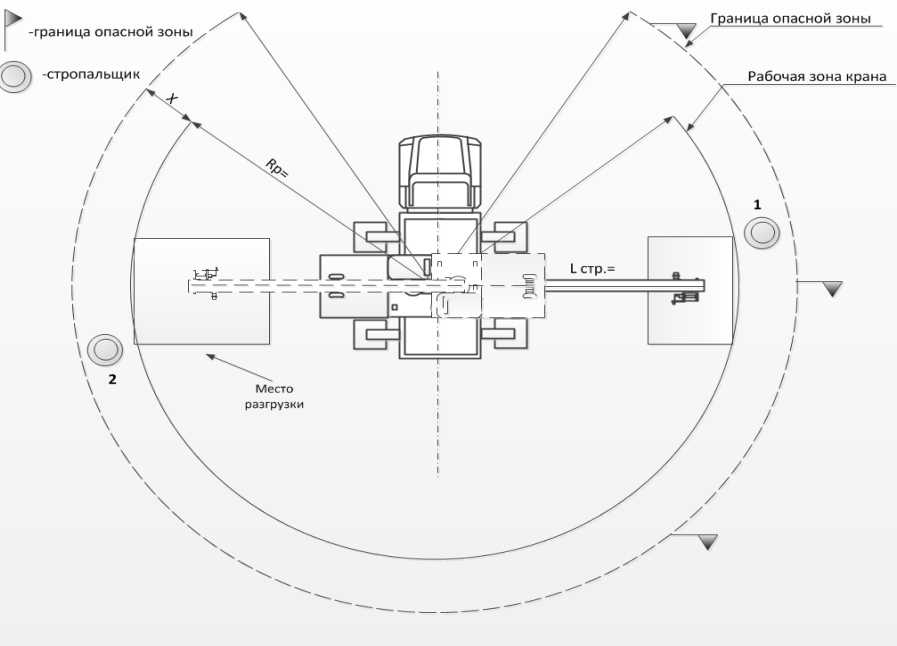 -граница опасной зоны
-стропальщик
Граница опасной зоны
Рабочая зона крана
X
Rp=
1
L стр.=
2
Место
разгрузки